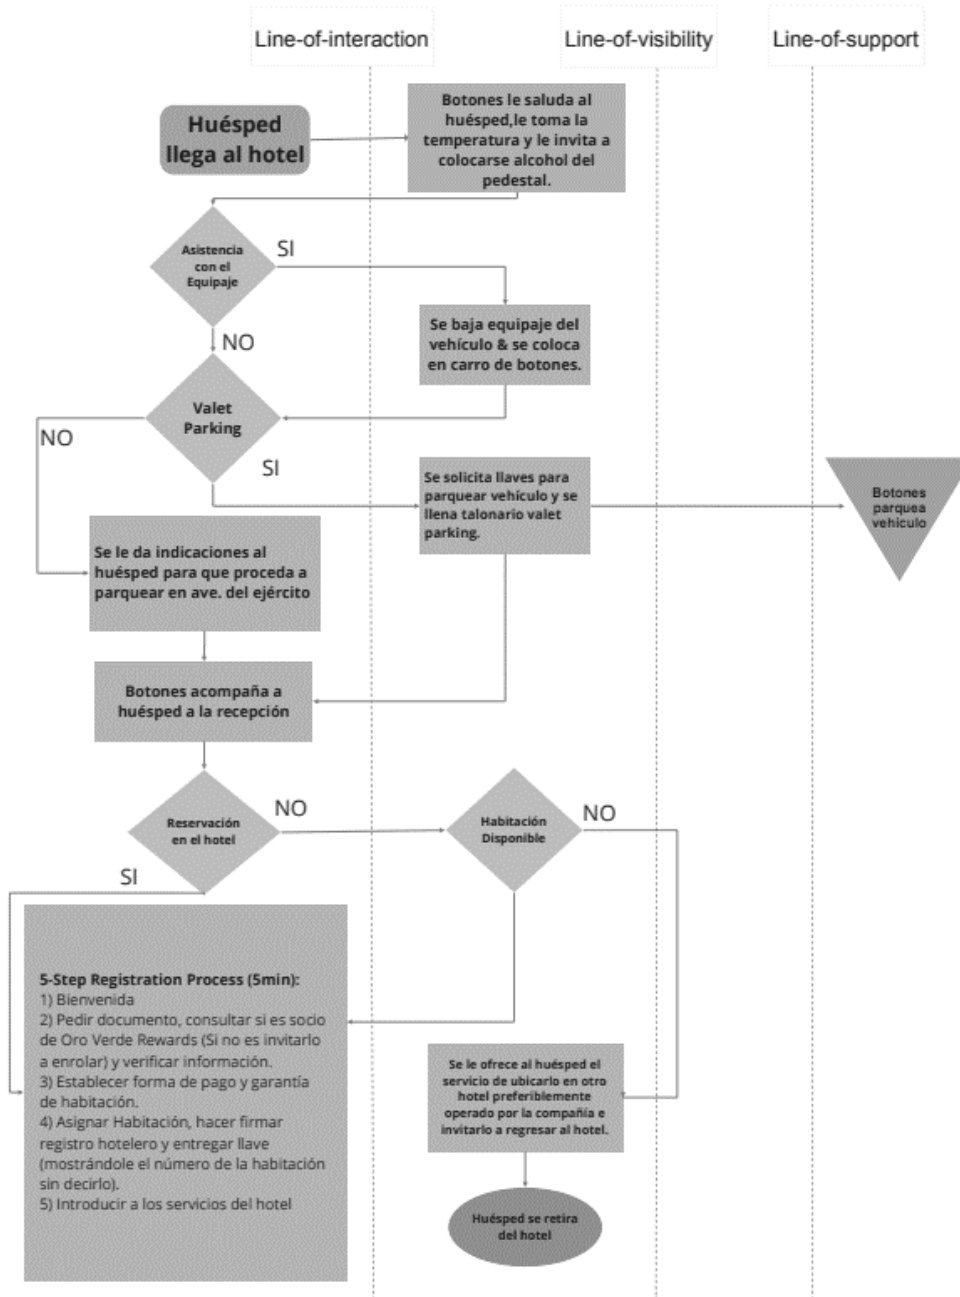 Line-of-interaction
Line-of-visibility
Line-of-support
Huésped
llega al hotel
Botones le saluda al
huésped,le toma la
temperatura y le invita a
colocarse alcohol del
pedestal.
Asistencia
con el
Equipaje
SI
NO
Se baja equipaje del
vehículo & se coloca
en carro de botones.
Valet
Parking
NO
SI
Se solicita llaves para
parquear vehículo y se
llena talonario valet
parking.
Botones
parquea
vehiculo
Se le da indicaciones al
huésped para que proceda a
parquear en ave. del ejército
Botones acompaña a
huésped a la recepción
Reservación
en el hotel
NO
Habitación
Disponible
NO
SI
5-Step Registration Process (5min):
1) Bienvenida
2) Pedir documento, consultar si es socio
de Oro Verde Rewards (Si no es invitarlo
a enrolar) y verificar información.
3) Establecer forma de pago y garantía
de habitación.
4) Asignar Habitación, hacer firmar
registro hotelero y entregar llave
(mostrándole el número de la habitación
sin decirlo).
5) Introducir a los servicios del hotel
Se le ofrece al huésped el
servicio de ubicarlo en otro
hotel preferiblemente
operado por la compañía e
invitarlo a regresar al hotel.
Huésped se retira
del hotel